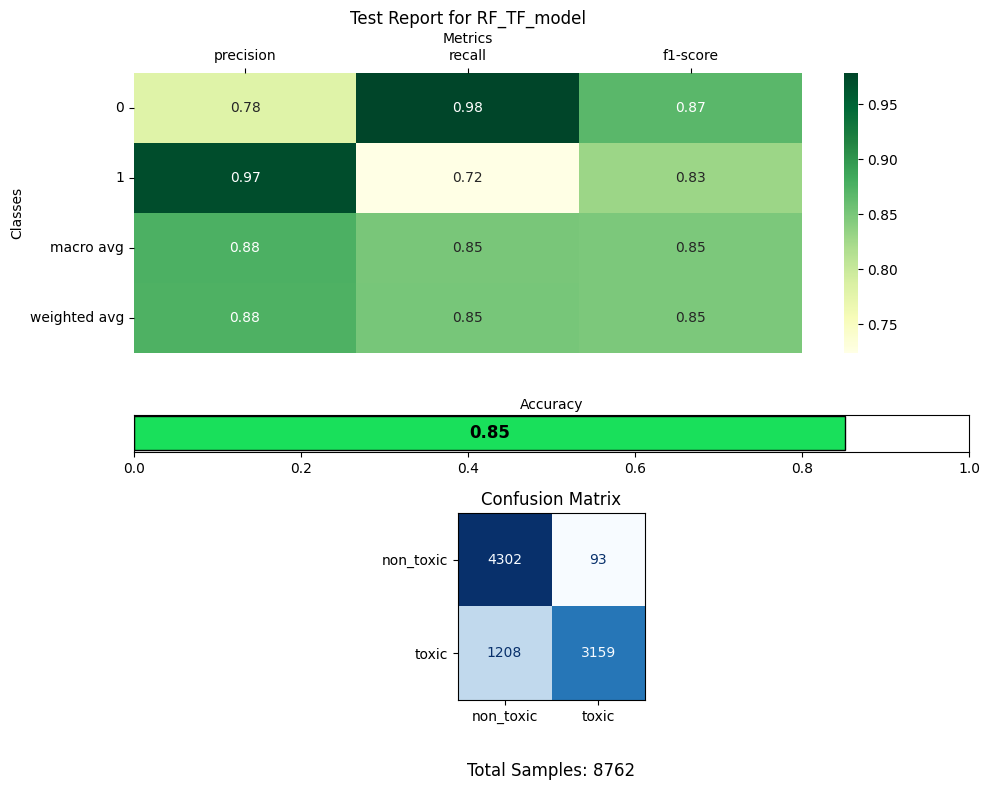 Test Report for RF_TF_model
Metrics
precision recall f1-score
0 0.78 0.98 0.87
1 0.97 0.72 0.83
macro avg 0.88 0.85 0.85
weighted avg 0.88 0.85 0.85
Classes
0.95
0.90
0.85
0.80
0.75
Accuracy
0.85
0.0 0.2 0.4 0.6 0.8 1.0
Confusion Matrix
non_toxic 4302 93
toxic 1208 3159
non_toxic toxic
Total Samples: 8762